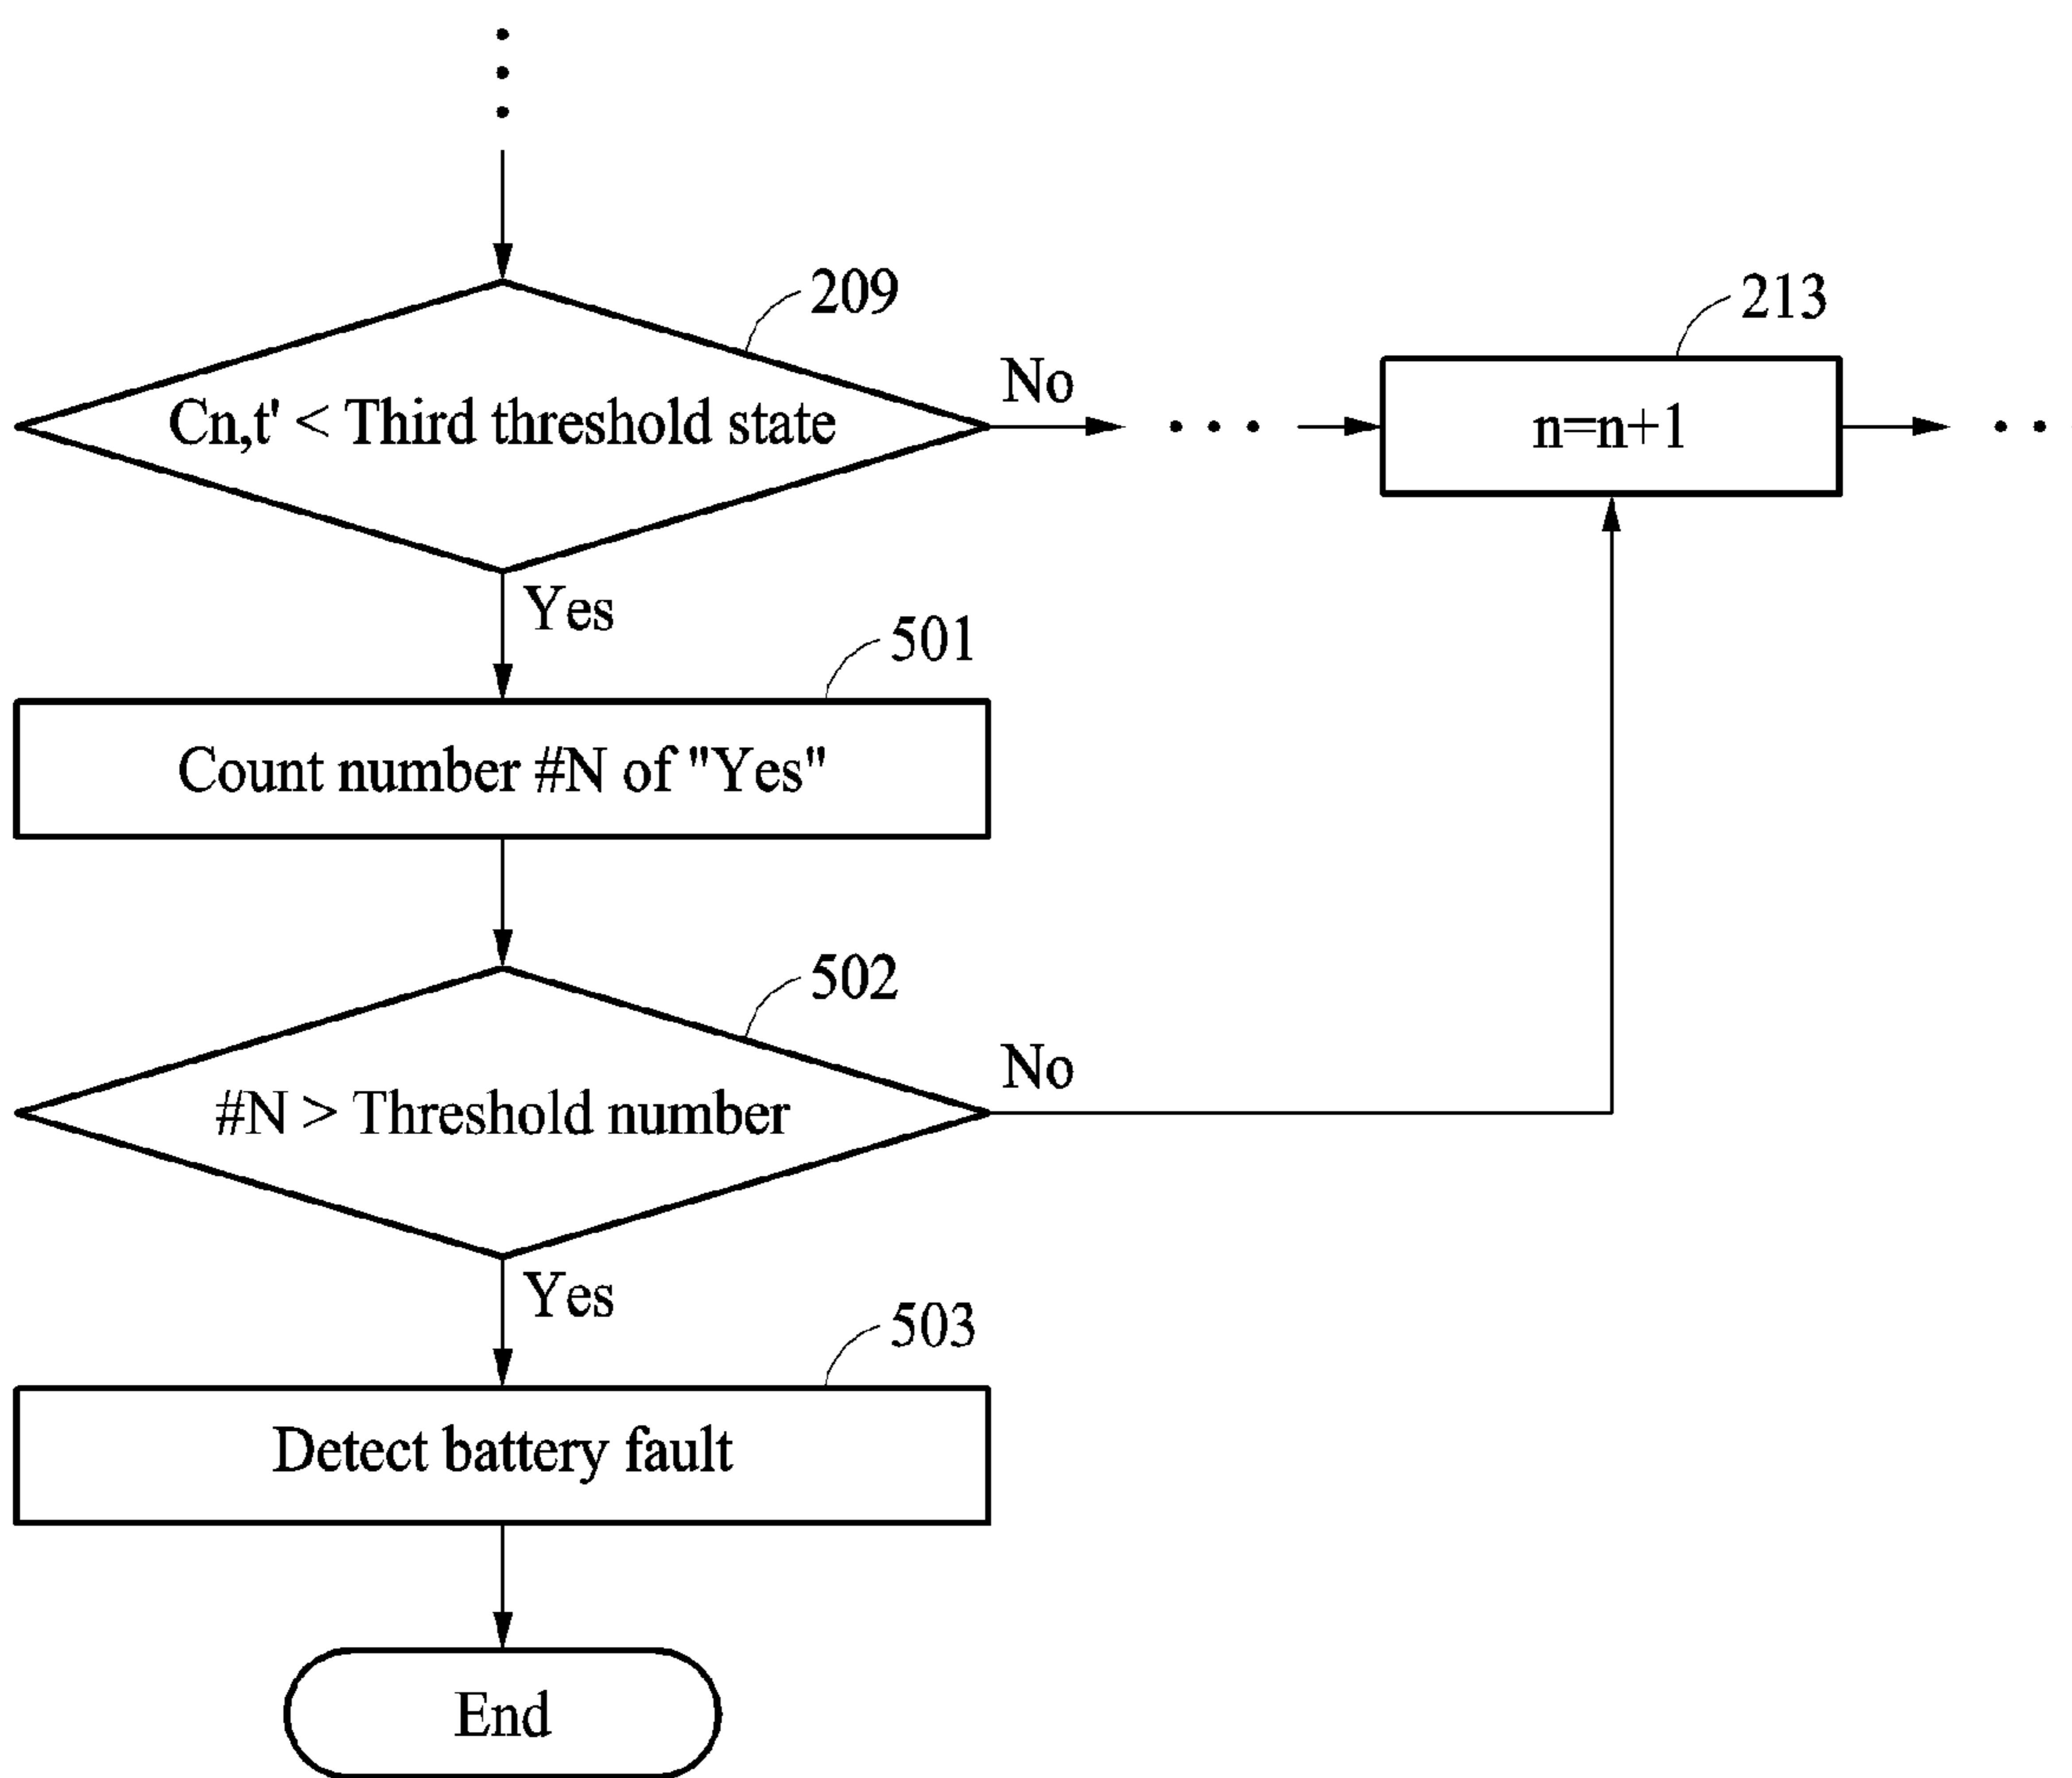 209
Cn,t' < Third threshold state
No
213
n=n+1
Yes
501
Count number #N of "Yes"
502
#N > Threshold number
No
Yes
503
Detect battery fault
End